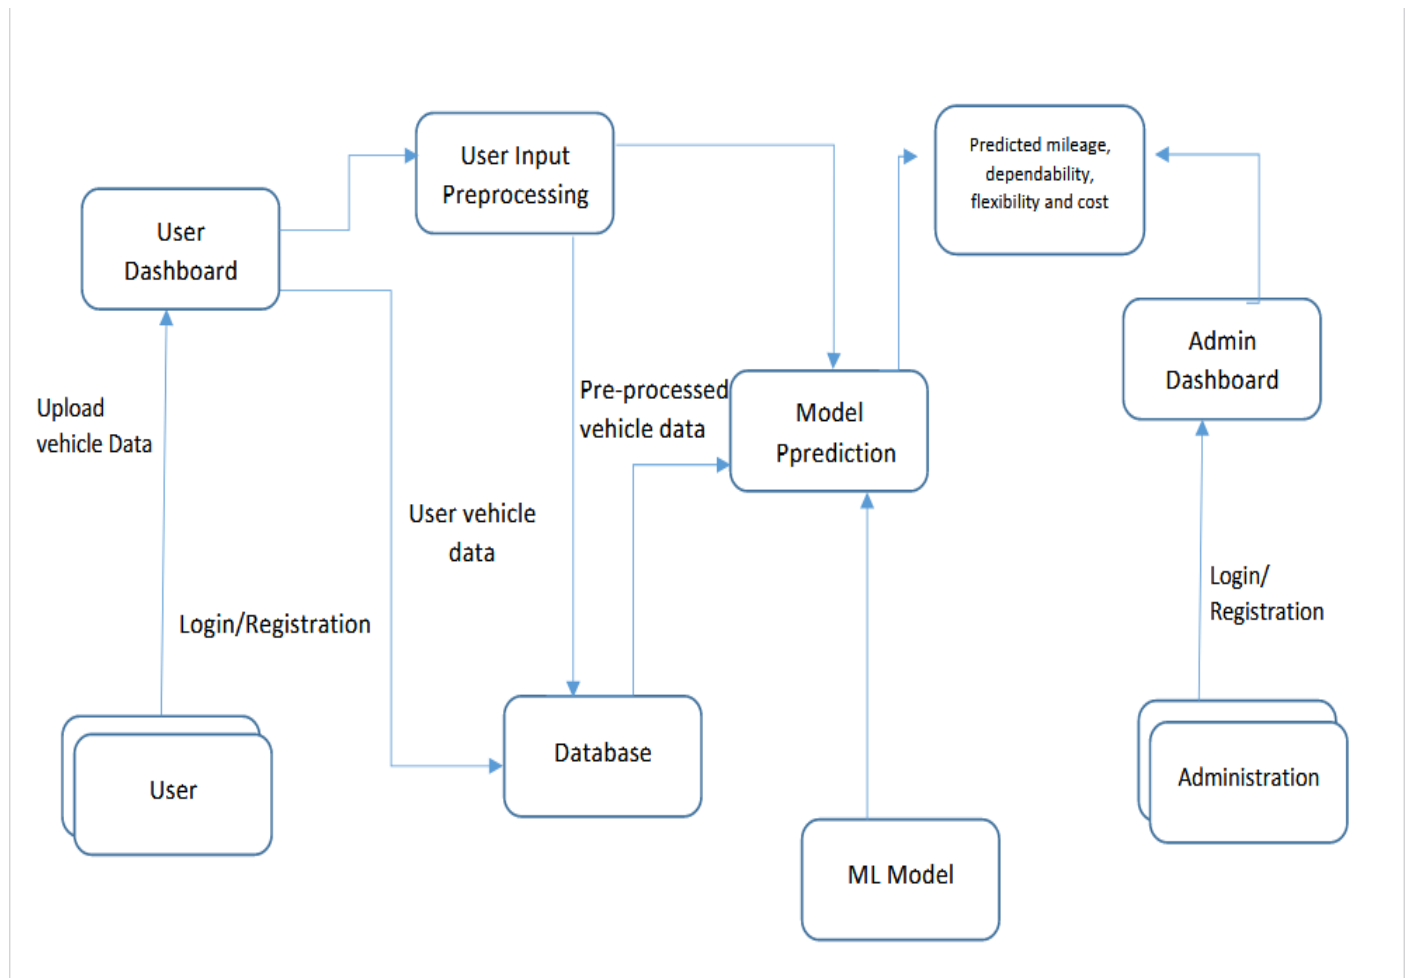 User Input
Preprocessing
Predicted mileage,
dependability,
flexibility and cost
User
Dashboard
Admin
Dashboard
Upload
vehicle Data
Pre-processed
vehicle data
Model
Pprediction
User vehicle
data
Login/Registration
Login/
Registration
Database
User
Administration
ML Model